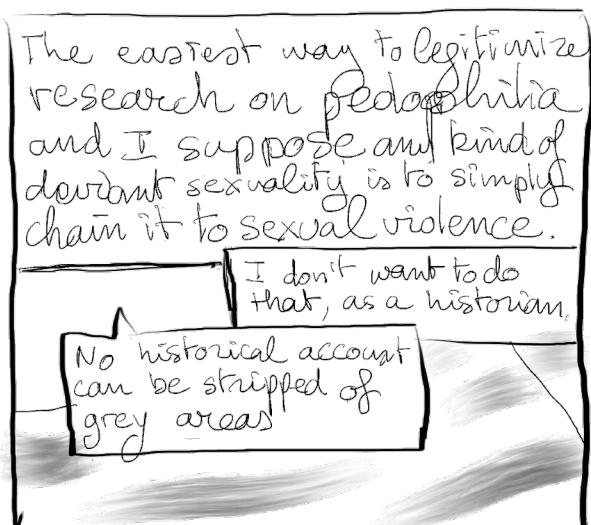 The easiest way to legitimize
research on pedophilia
and I suppose any kind of
deviant sexuality is to simply
chain it to sexual violence.
I don't want to do
that, as a historian.
No historical account
can be stripped of
grey areas